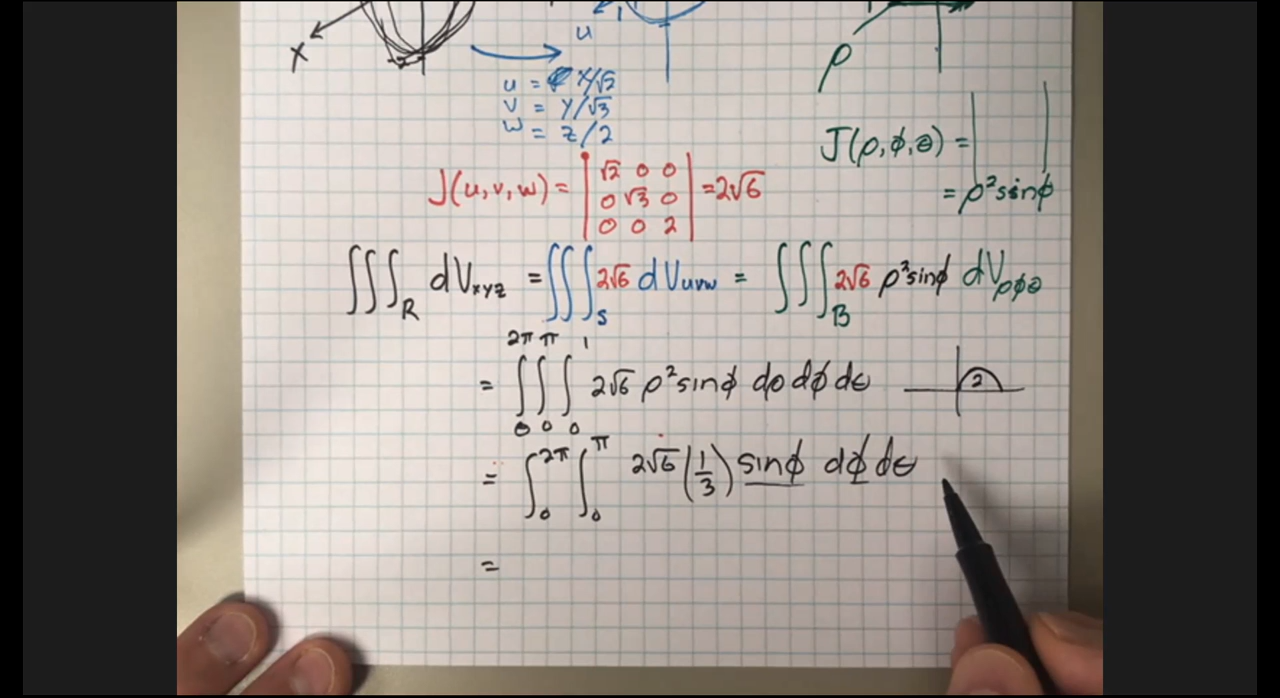 x
u
1
ρ
u = x/√2
v = y/√3
w = z/2
J(ρ,φ,θ) = | |
= ρ²sinφ
J(u,v,w) = | √2 0 0 | = 2√6
0 √3 0
0 0 2
∭_R dV_xyz = ∭_S 2√6 dV_uvw = ∭_B 2√6 ρ²sinφ dV_ρφθ
= ∫₀^2π ∫₀^π ∫₀^1 2√6 ρ²sinφ dρ dφ dθ
2
= ∫₀^2π ∫₀^π 2√6 (1/3) sinφ dφ dθ
=